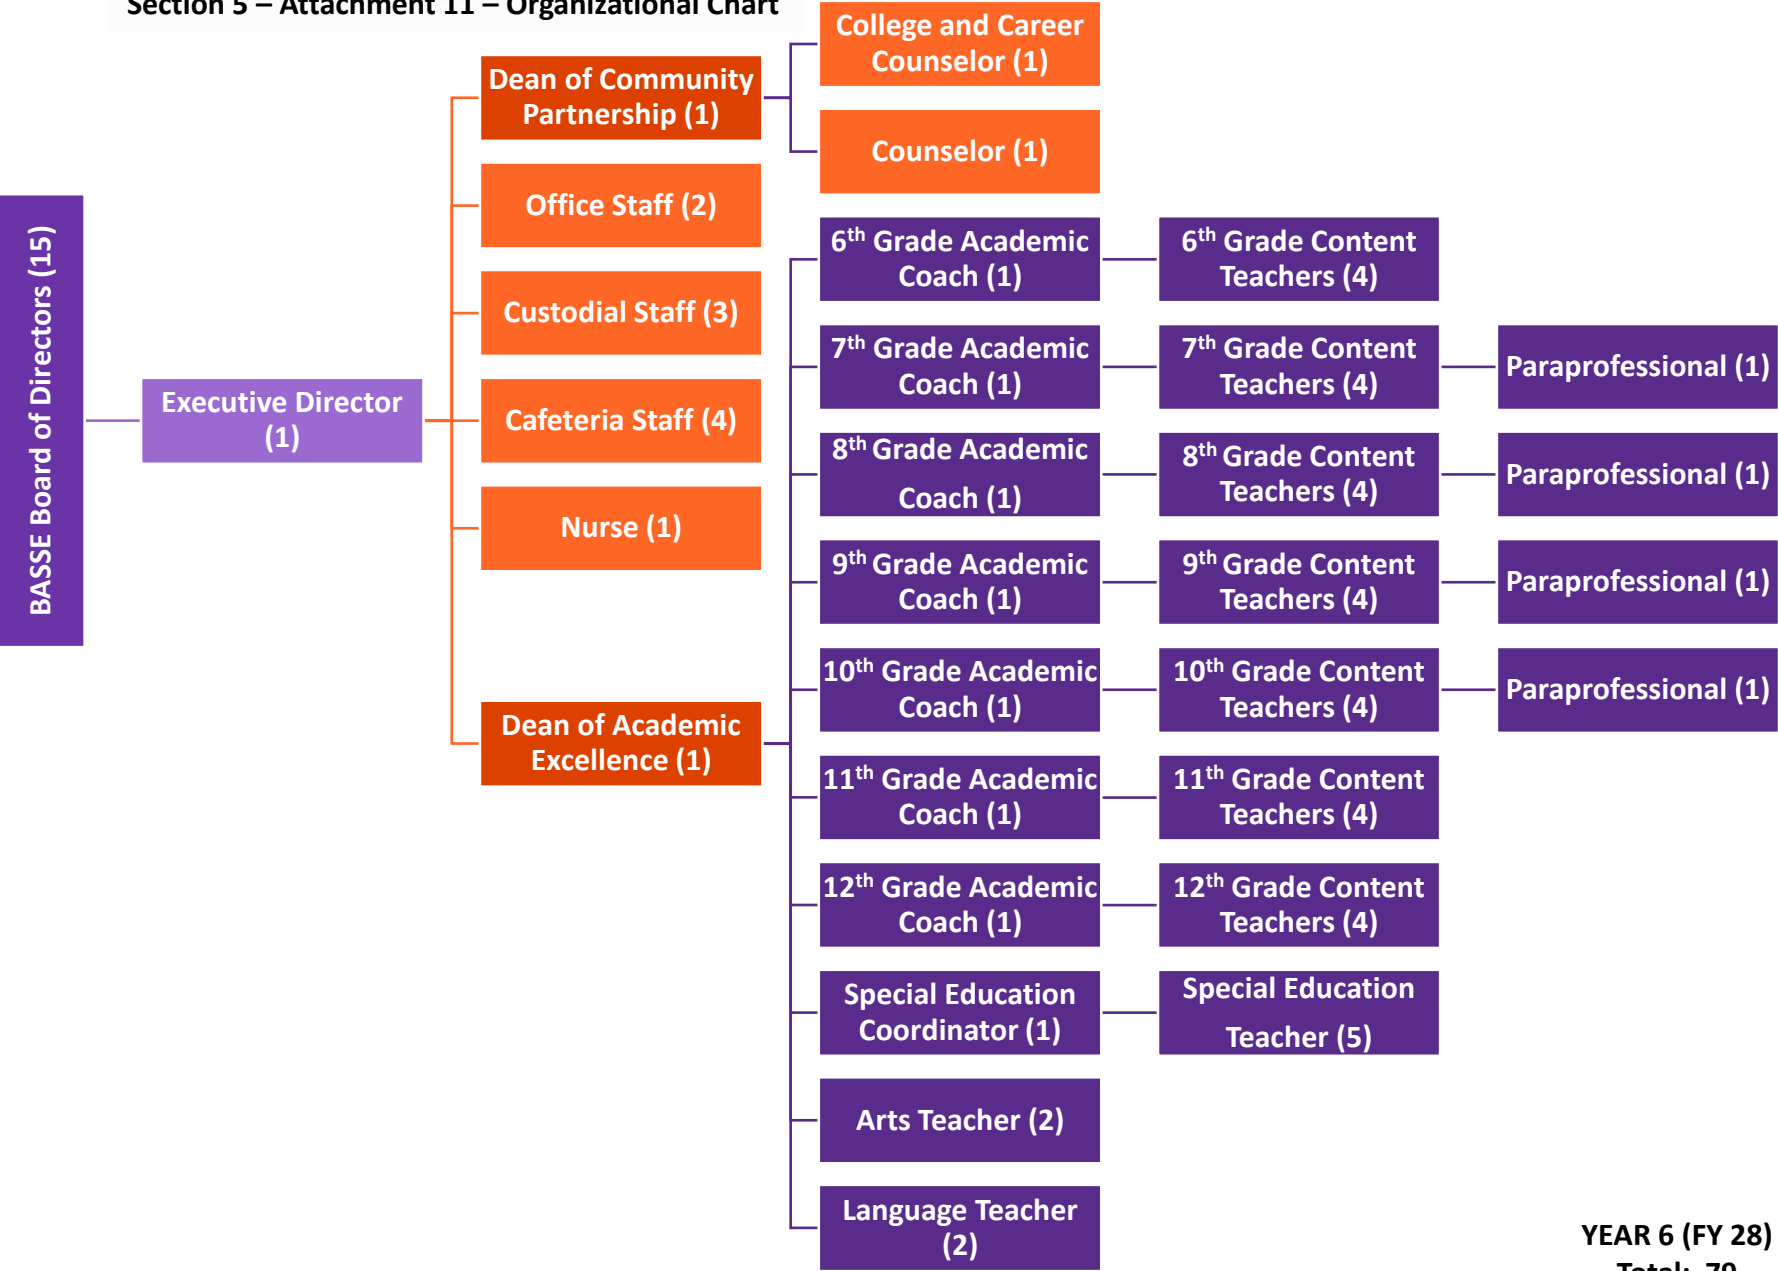 Section 5 – Attachment 11 – Organizational Chart
BASSE Board of Directors (15)
Executive Director
(1)
Dean of Community
Partnership (1)
Office Staff (2)
Custodial Staff (3)
Cafeteria Staff (4)
Nurse (1)
Dean of Academic
Excellence (1)
College and Career
Counselor (1)
Counselor (1)
6th Grade Academic
Coach (1)
6th Grade Content
Teachers (4)
7th Grade Academic
Coach (1)
7th Grade Content
Teachers (4)
Paraprofessional (1)
8th Grade Academic
Coach (1)
8th Grade Content
Teachers (4)
Paraprofessional (1)
9th Grade Academic
Coach (1)
9th Grade Content
Teachers (4)
Paraprofessional (1)
10th Grade Academic
Coach (1)
10th Grade Content
Teachers (4)
Paraprofessional (1)
11th Grade Academic
Coach (1)
11th Grade Content
Teachers (4)
12th Grade Academic
Coach (1)
12th Grade Content
Teachers (4)
Special Education
Coordinator (1)
Special Education
Teacher (5)
Arts Teacher (2)
Language Teacher
(2)
YEAR 6 (FY 28)
Total: 79